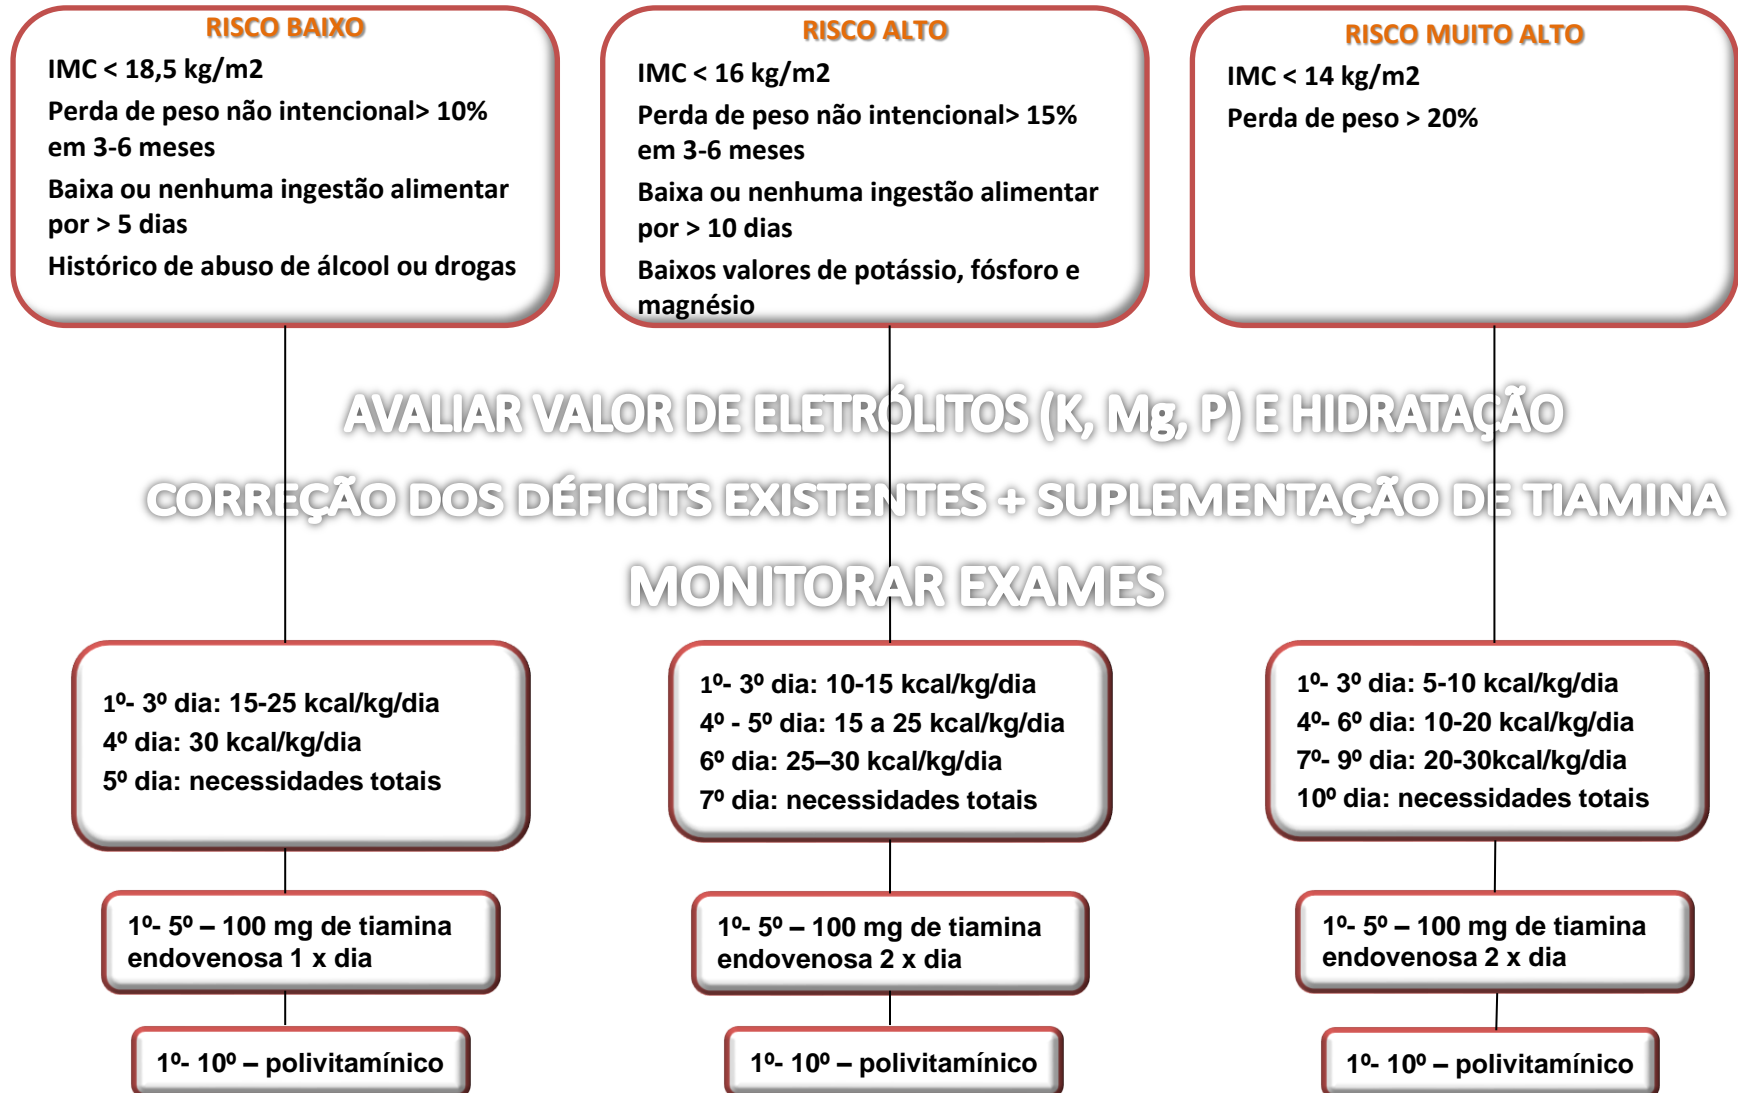 RISCO BAIXO
IMC < 18,5 kg/m2
Perda de peso não intencional> 10%
em 3-6 meses
Baixa ou nenhuma ingestão alimentar
por > 5 dias
Histórico de abuso de álcool ou drogas
RISCO ALTO
IMC < 16 kg/m2
Perda de peso não intencional> 15%
em 3-6 meses
Baixa ou nenhuma ingestão alimentar
por > 10 dias
Baixos valores de potássio, fósforo e
magnésio
RISCO MUITO ALTO
IMC < 14 kg/m2
Perda de peso > 20%
AVALIAR VALOR DE ELETRÓLITOS (K, Mg, P) E HIDRATAÇÃO
CORREÇÃO DOS DÉFICITS EXISTENTES + SUPLEMENTAÇÃO DE TIAMINA
MONITORAR EXAMES
1º- 3º dia: 15-25 kcal/kg/dia
4º dia: 30 kcal/kg/dia
5º dia: necessidades totais
1º- 3º dia: 10-15 kcal/kg/dia
4º - 5º dia: 15 a 25 kcal/kg/dia
6º dia: 25–30 kcal/kg/dia
7º dia: necessidades totais
1º- 3º dia: 5-10 kcal/kg/dia
4º- 6º dia: 10-20 kcal/kg/dia
7º- 9º dia: 20-30kcal/kg/dia
10º dia: necessidades totais
1º- 5º – 100 mg de tiamina
endovenosa 1 x dia
1º- 5º – 100 mg de tiamina
endovenosa 2 x dia
1º- 5º – 100 mg de tiamina
endovenosa 2 x dia
1º- 10º – polivitamínico
1º- 10º – polivitamínico
1º- 10º – polivitamínico